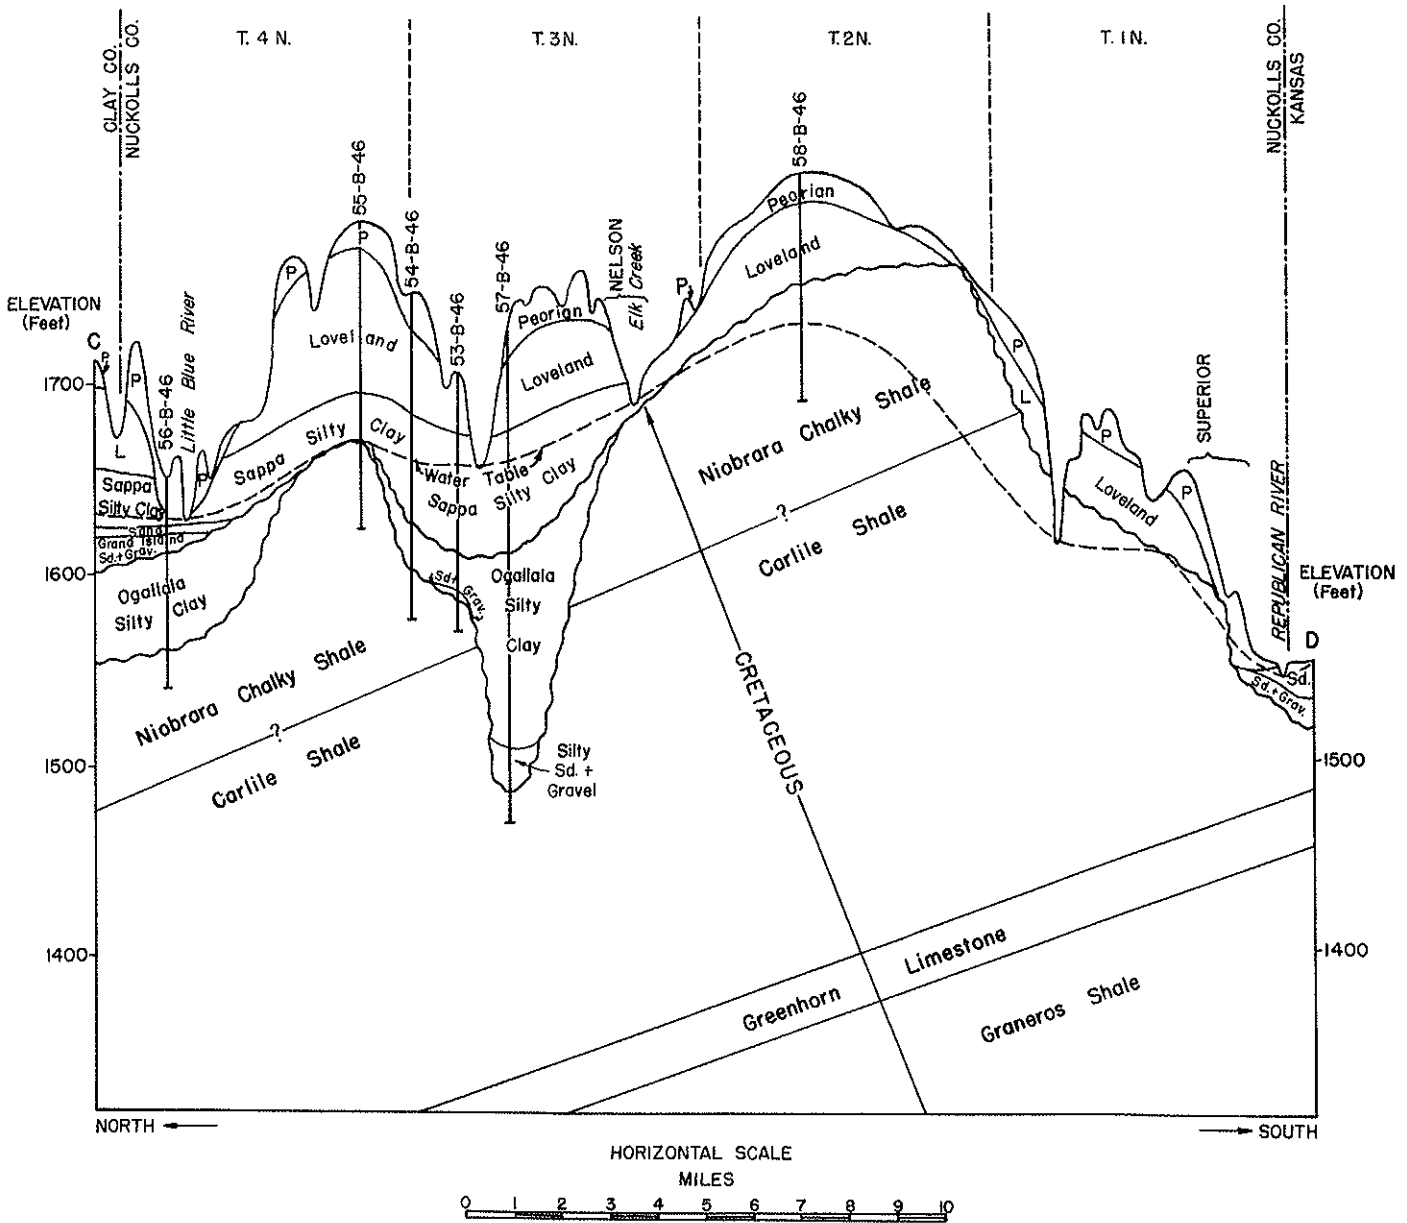 T. 4 N.
T. 3 N.
T. 2 N.
T. 1 N.
CLAY CO.
NUCKOLLS CO.
NUCKOLLS CO.
KANSAS
55-B-46
54-B-46
53-B-46
57-B-46
58-B-46
56-B-46
Little Blue River
NELSON
Elk Creek
SUPERIOR
REPUBLICAN RIVER
ELEVATION
(Feet)
C
1700
1600
1500
1400
P
P
P
P
P
L
Loveland
Sappa
Silty Clay
Sand
Grand Island
Sd.+Grav.
Ogallala
Silty Clay
Sappa Silty Clay
Water Table
Sappa Silty Clay
Sd.+ Grav.
Peorian
Loveland
Ogallala
Silty
Clay
Silty
Sd. +
Gravel
P
Peorian
Loveland
P
L
P
Loveland
P
Sd.
Sd.+Grav.
Niobrara Chalky Shale
?
Carlile Shale
Niobrara Chalky Shale
?
Carlile Shale
CRETACEOUS
Greenhorn Limestone
Graneros Shale
ELEVATION
(Feet)
D
1500
1400
NORTH
SOUTH
HORIZONTAL SCALE
MILES
0 1 2 3 4 5 6 7 8 9 10